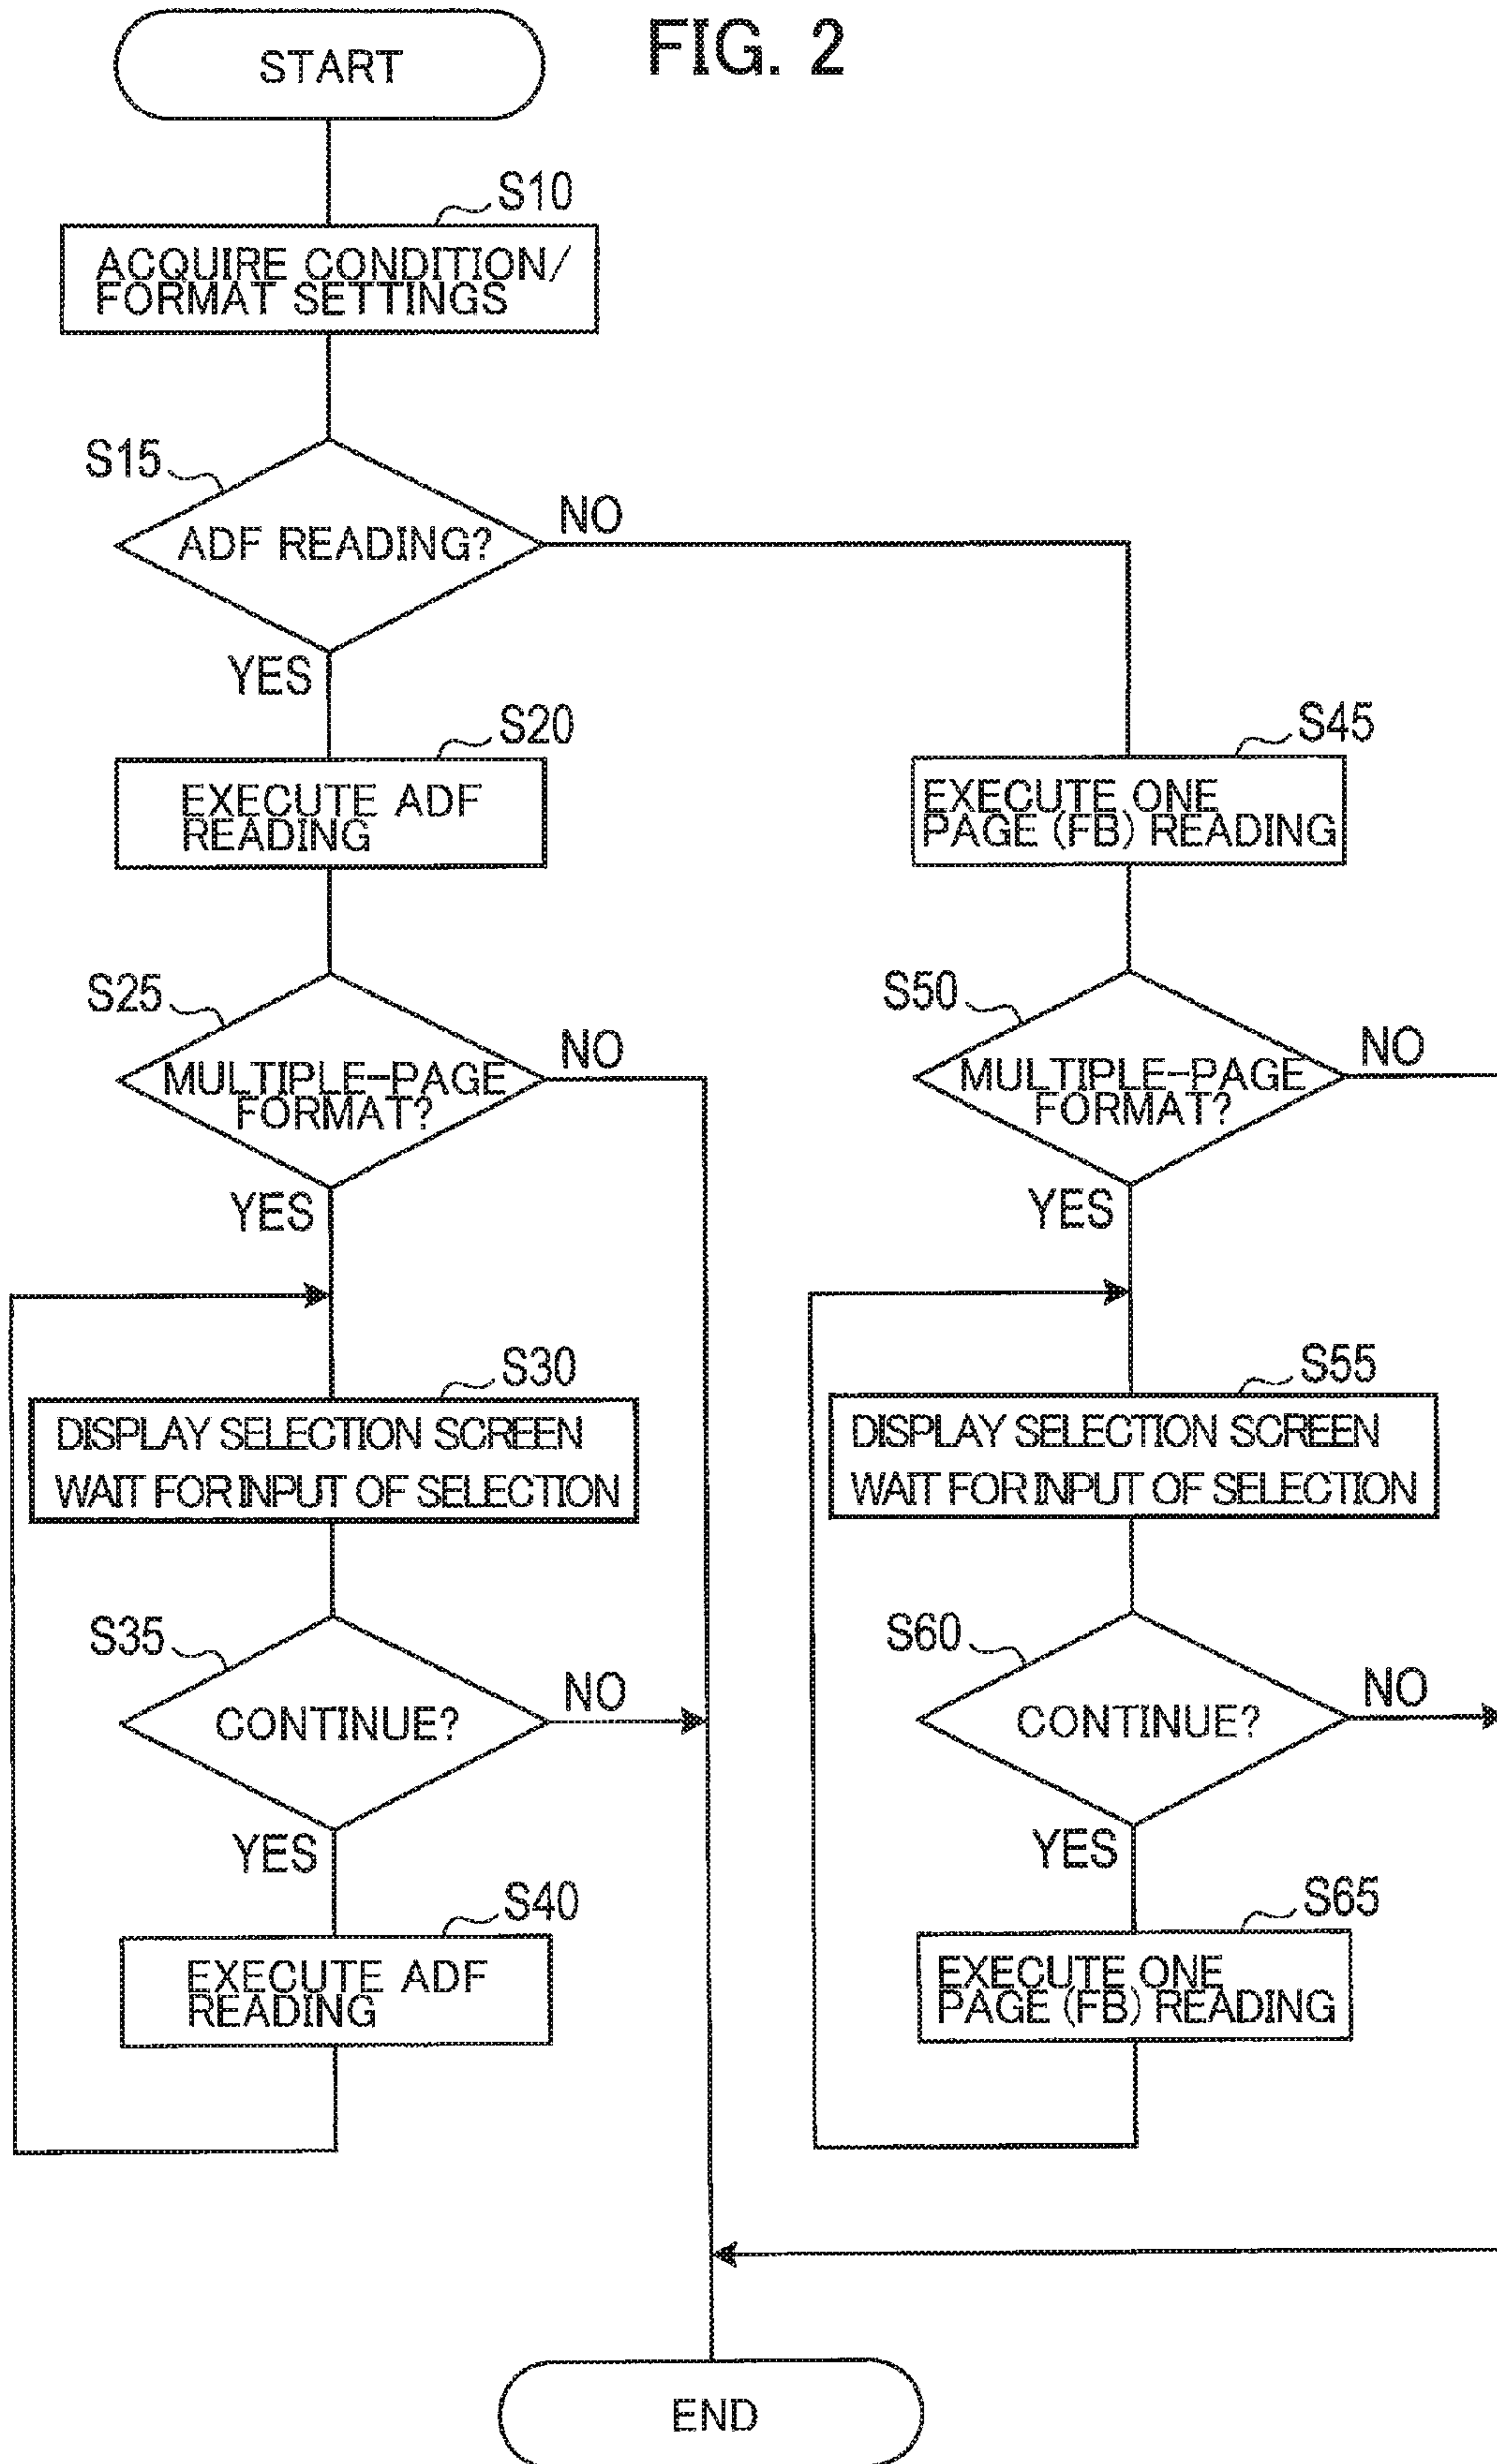 FIG. 2
START
S10
ACQUIRE CONDITION/
FORMAT SETTINGS
S15
ADF READING?
NO
YES
S20
EXECUTE ADF
READING
S45
EXECUTE ONE
PAGE (FB) READING
S25
MULTIPLE-PAGE
FORMAT?
NO
YES
S50
MULTIPLE-PAGE
FORMAT?
NO
YES
S30
DISPLAY SELECTION SCREEN
WAIT FOR INPUT OF SELECTION
S55
DISPLAY SELECTION SCREEN
WAIT FOR INPUT OF SELECTION
S35
CONTINUE?
NO
YES
S60
CONTINUE?
NO
YES
S40
EXECUTE ADF
READING
S65
EXECUTE ONE
PAGE (FB) READING
END